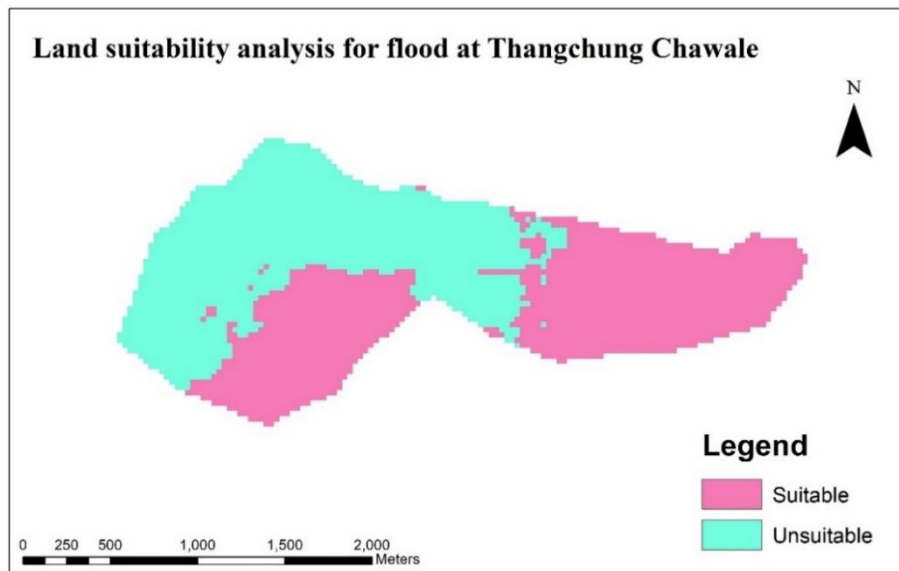 Land suitability analysis for flood at Thangchung Chawale
N
Legend
Suitable
Unsuitable
0 250 500 1,000 1,500 2,000
Meters